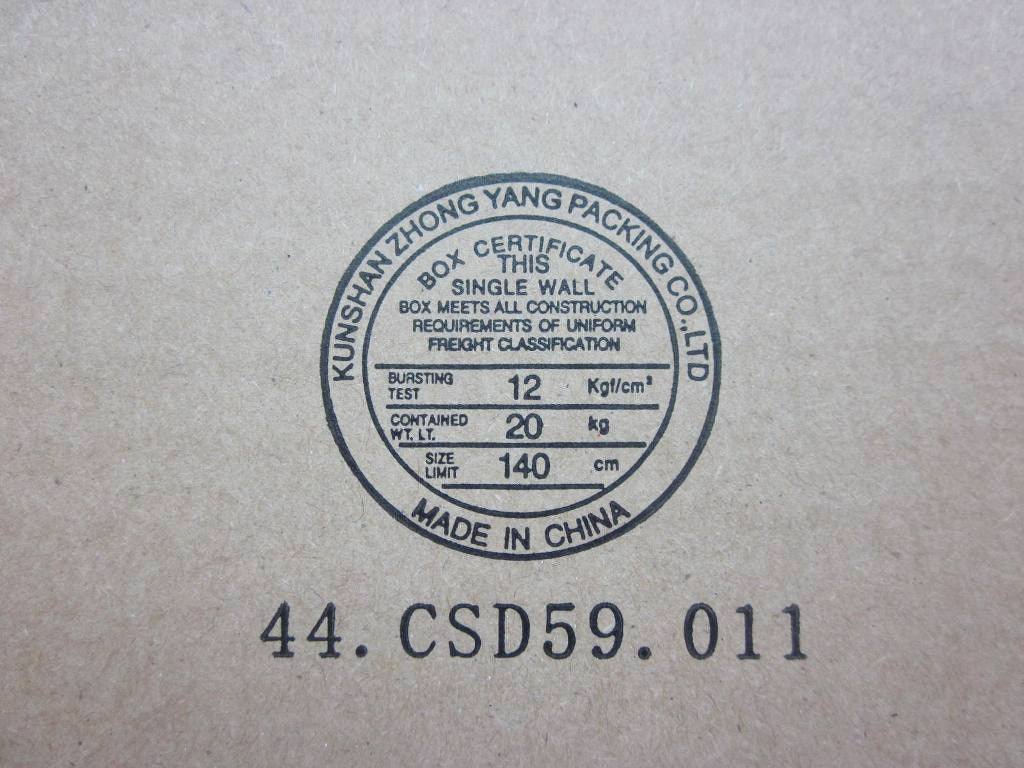 KUNSHAN ZHONG YANG PACKING CO.,LTD
BOX CERTIFICATE
THIS
SINGLE WALL
BOX MEETS ALL CONSTRUCTION
REQUIREMENTS OF UNIFORM
FREIGHT CLASSIFICATION
BURSTING TEST 12 Kgf/cm²
CONTAINED WT. LT. 20 kg
SIZE LIMIT 140 cm
MADE IN CHINA
44.CSD59.011